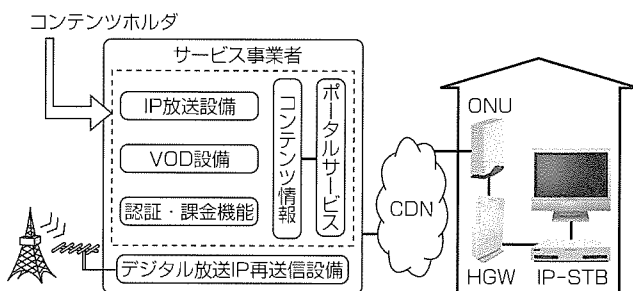 コンテンツホルダ
サービス事業者
IP放送設備
VOD設備
認証・課金機能
コンテンツ情報
ポータルサービス
デジタル放送IP再送信設備
CDN
ONU
HGW
IP-STB